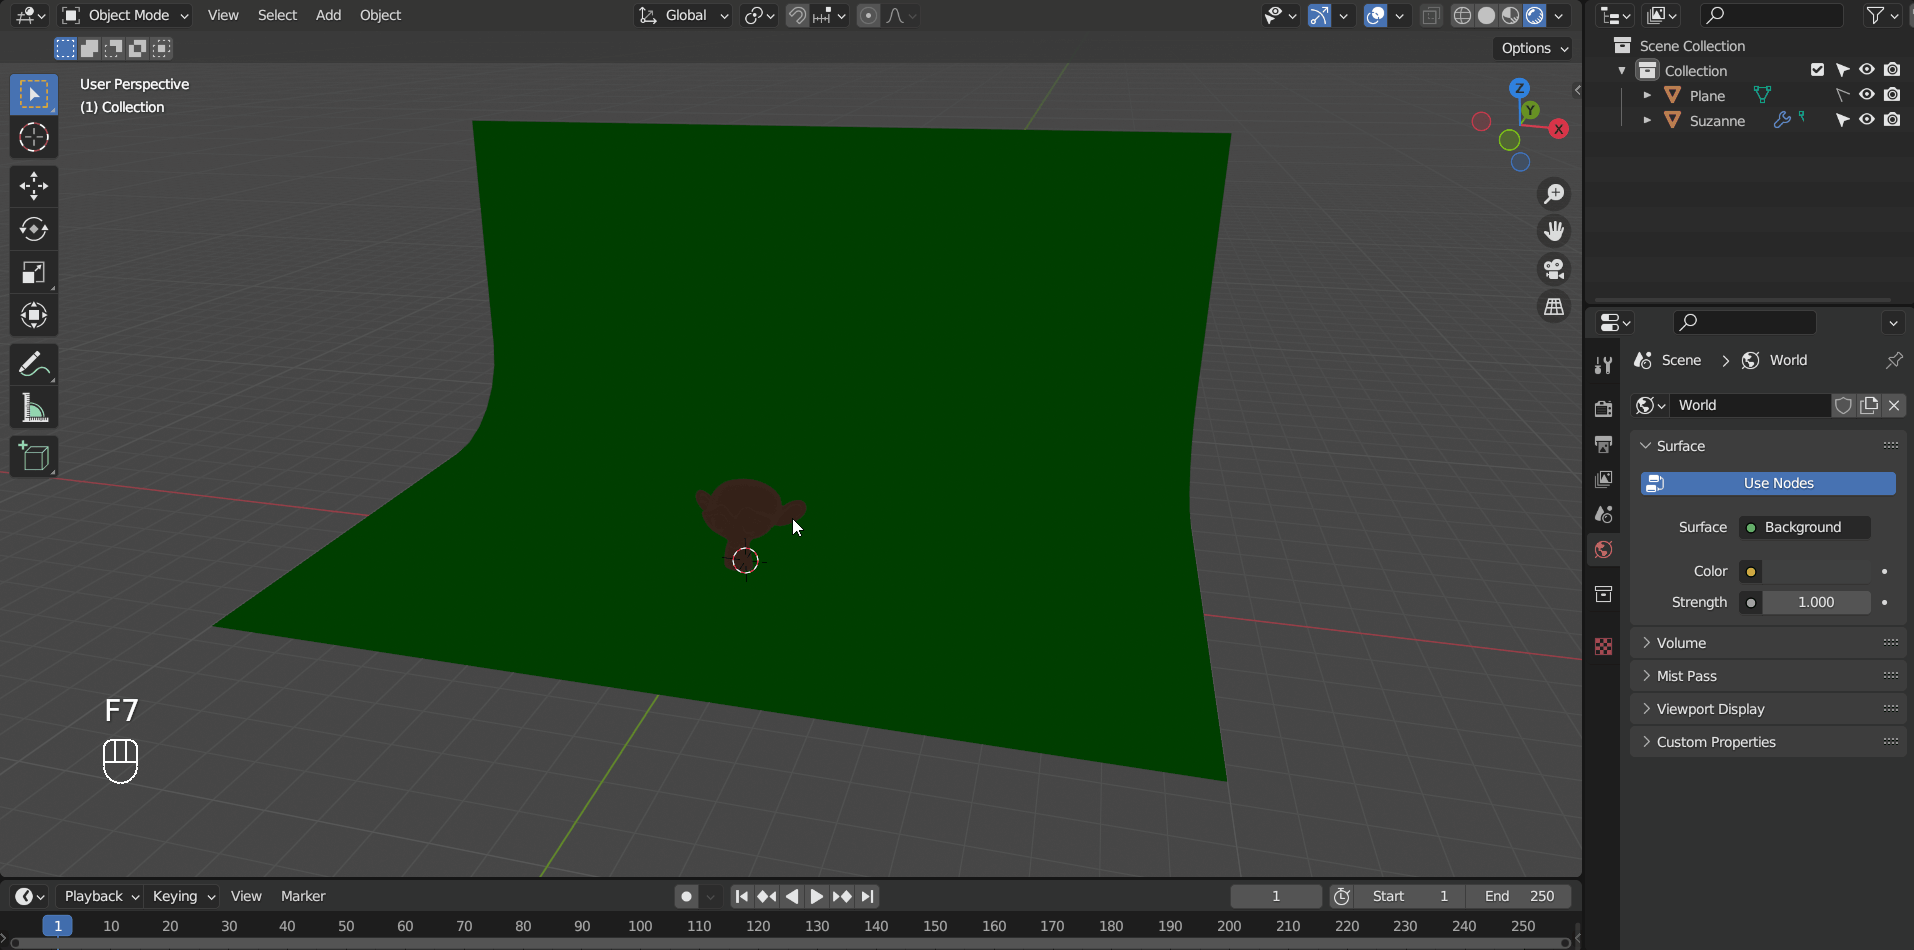 Object Mode View Select Add Object Global
Options
User Perspective
(1) Collection
Z
Y
X
Scene Collection
Collection
Plane
Suzanne
Scene > World
World
Surface
Use Nodes
Surface Background
Color
Strength 1.000
Volume
Mist Pass
Viewport Display
Custom Properties
F7
Playback Keying View Marker 1 Start 1 End 250
1 10 20 30 40 50 60 70 80 90 100 110 120 130 140 150 160 170 180 190 200 210 220 230 240 250